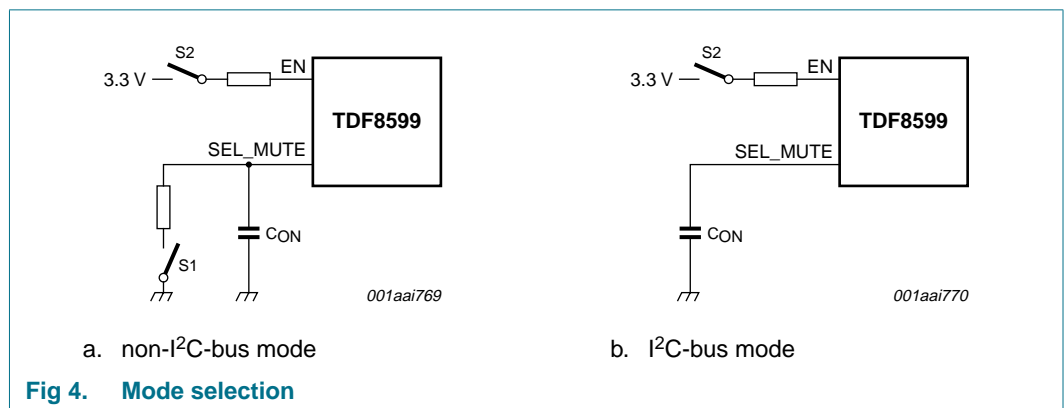 S2
3.3 V
EN
TDF8599
SEL_MUTE
CON
S1
001aai769
a. non-I²C-bus mode
S2
3.3 V
EN
TDF8599
SEL_MUTE
CON
001aai770
b. I²C-bus mode
Fig 4. Mode selection